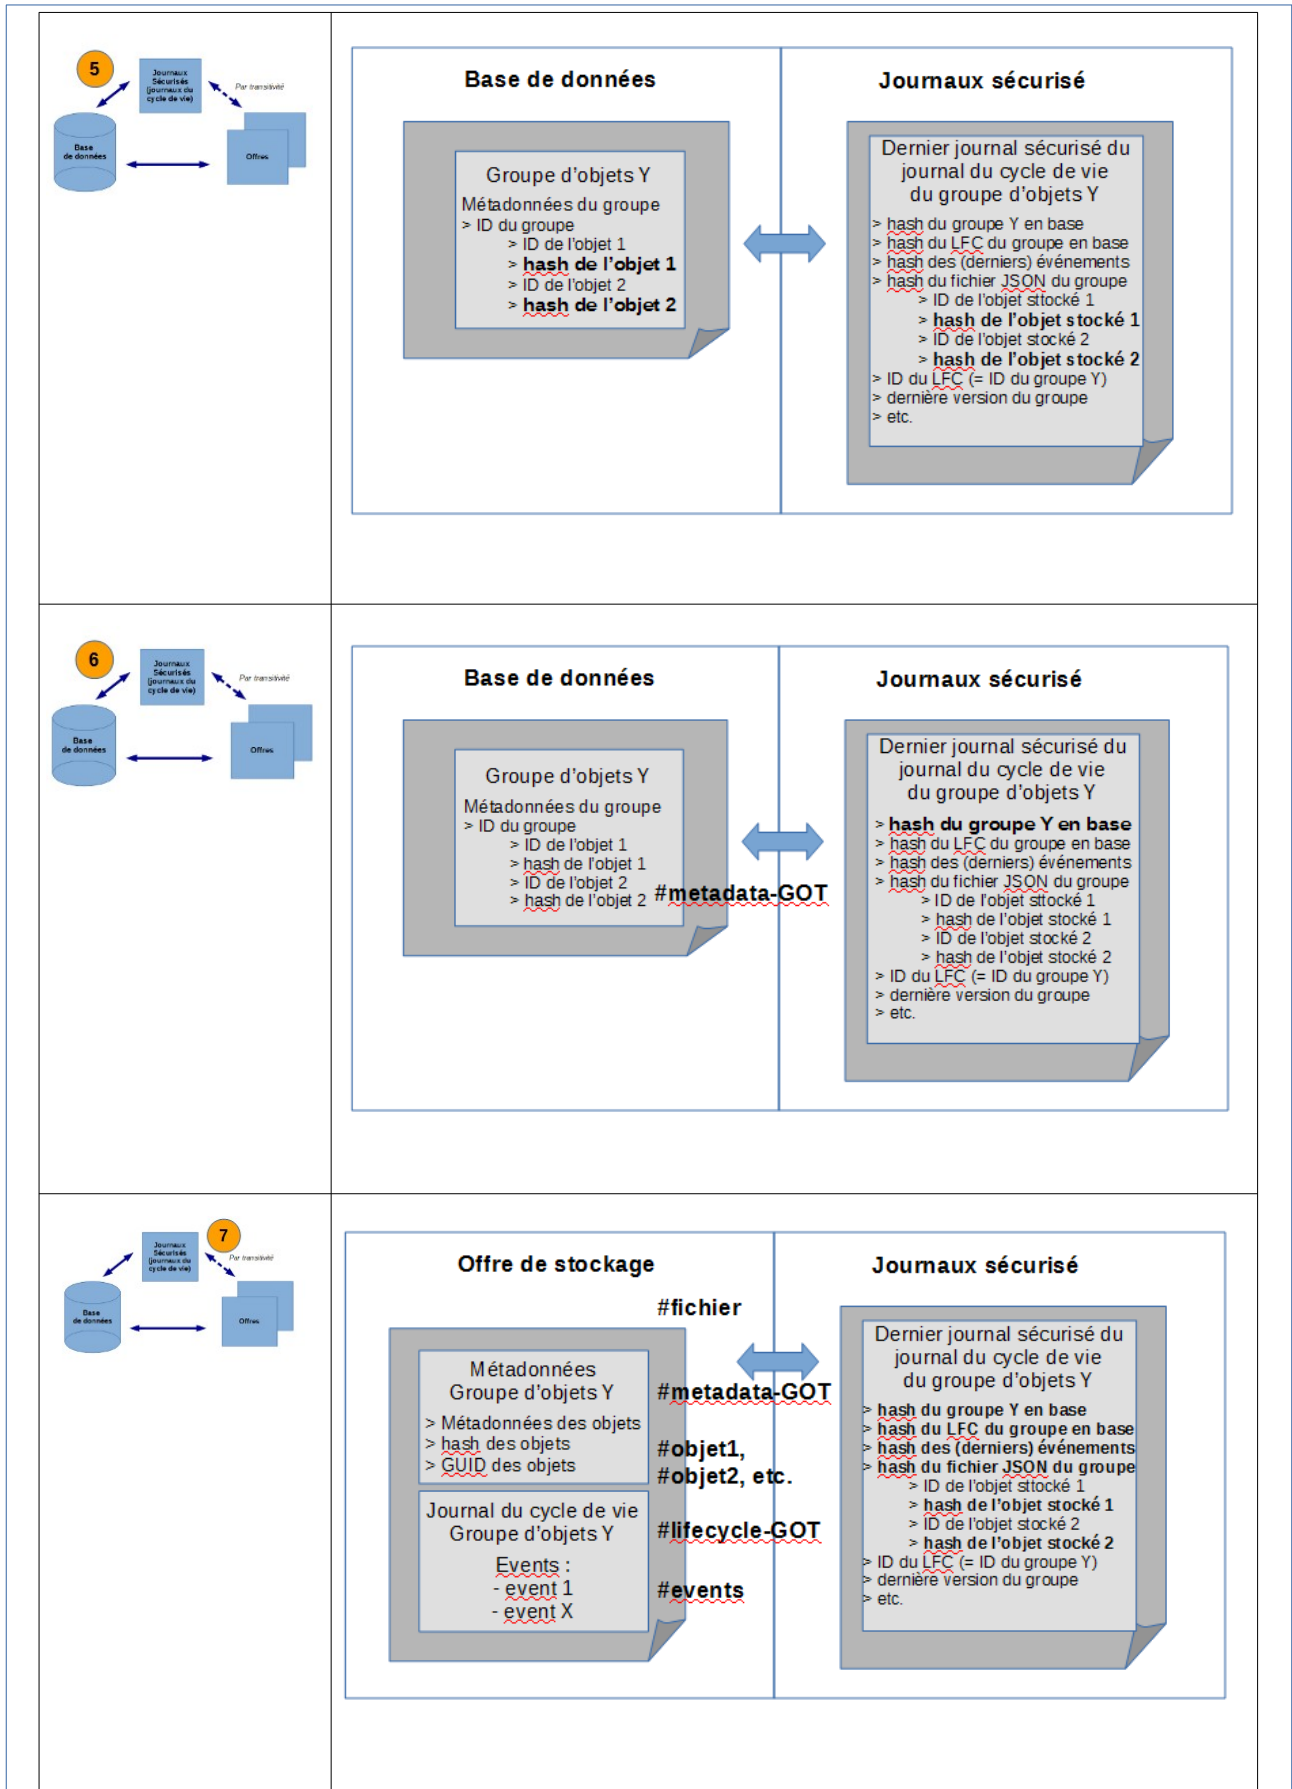 5
Journaux
Sécurisés
(journaux du
cycle de vie)
Par transitivité
Base
de données
Offres
Base de données
Journaux sécurisé
Groupe d'objets Y
Métadonnées du groupe
> ID du groupe
> ID de l'objet 1
> hash de l'objet 1
> ID de l'objet 2
> hash de l'objet 2
Dernier journal sécurisé du
journal du cycle de vie
du groupe d'objets Y
> hash du groupe Y en base
> hash du LFC du groupe en base
> hash des (derniers) événements
> hash du fichier JSON du groupe
> ID de l'objet sttocké 1
> hash de l'objet stocké 1
> ID de l'objet stocké 2
> hash de l'objet stocké 2
> ID du LFC (= ID du groupe Y)
> dernière version du groupe
> etc.
6
Journaux
Sécurisés
(journaux du
cycle de vie)
Par transitivité
Base
de données
Offres
Base de données
Journaux sécurisé
Groupe d'objets Y
Métadonnées du groupe
> ID du groupe
> ID de l'objet 1
> hash de l'objet 1
> ID de l'objet 2
> hash de l'objet 2
#metadata-GOT
Dernier journal sécurisé du
journal du cycle de vie
du groupe d'objets Y
> hash du groupe Y en base
> hash du LFC du groupe en base
> hash des (derniers) événements
> hash du fichier JSON du groupe
> ID de l'objet sttocké 1
> hash de l'objet stocké 1
> ID de l'objet stocké 2
> hash de l'objet stocké 2
> ID du LFC (= ID du groupe Y)
> dernière version du groupe
> etc.
7
Journaux
Sécurisés
(journaux du
cycle de vie)
Par transitivité
Base
de données
Offres
Offre de stockage
Journaux sécurisé
#fichier
Métadonnées
Groupe d'objets Y
> Métadonnées des objets
> hash des objets
> GUID des objets
#metadata-GOT
#objet1,
#objet2, etc.
Journal du cycle de vie
Groupe d'objets Y
Events :
- event 1
- event X
#lifecycle-GOT
#events
Dernier journal sécurisé du
journal du cycle de vie
du groupe d'objets Y
> hash du groupe Y en base
> hash du LFC du groupe en base
> hash des (derniers) événements
> hash du fichier JSON du groupe
> ID de l'objet sttocké 1
> hash de l'objet stocké 1
> ID de l'objet stocké 2
> hash de l'objet stocké 2
> ID du LFC (= ID du groupe Y)
> dernière version du groupe
> etc.